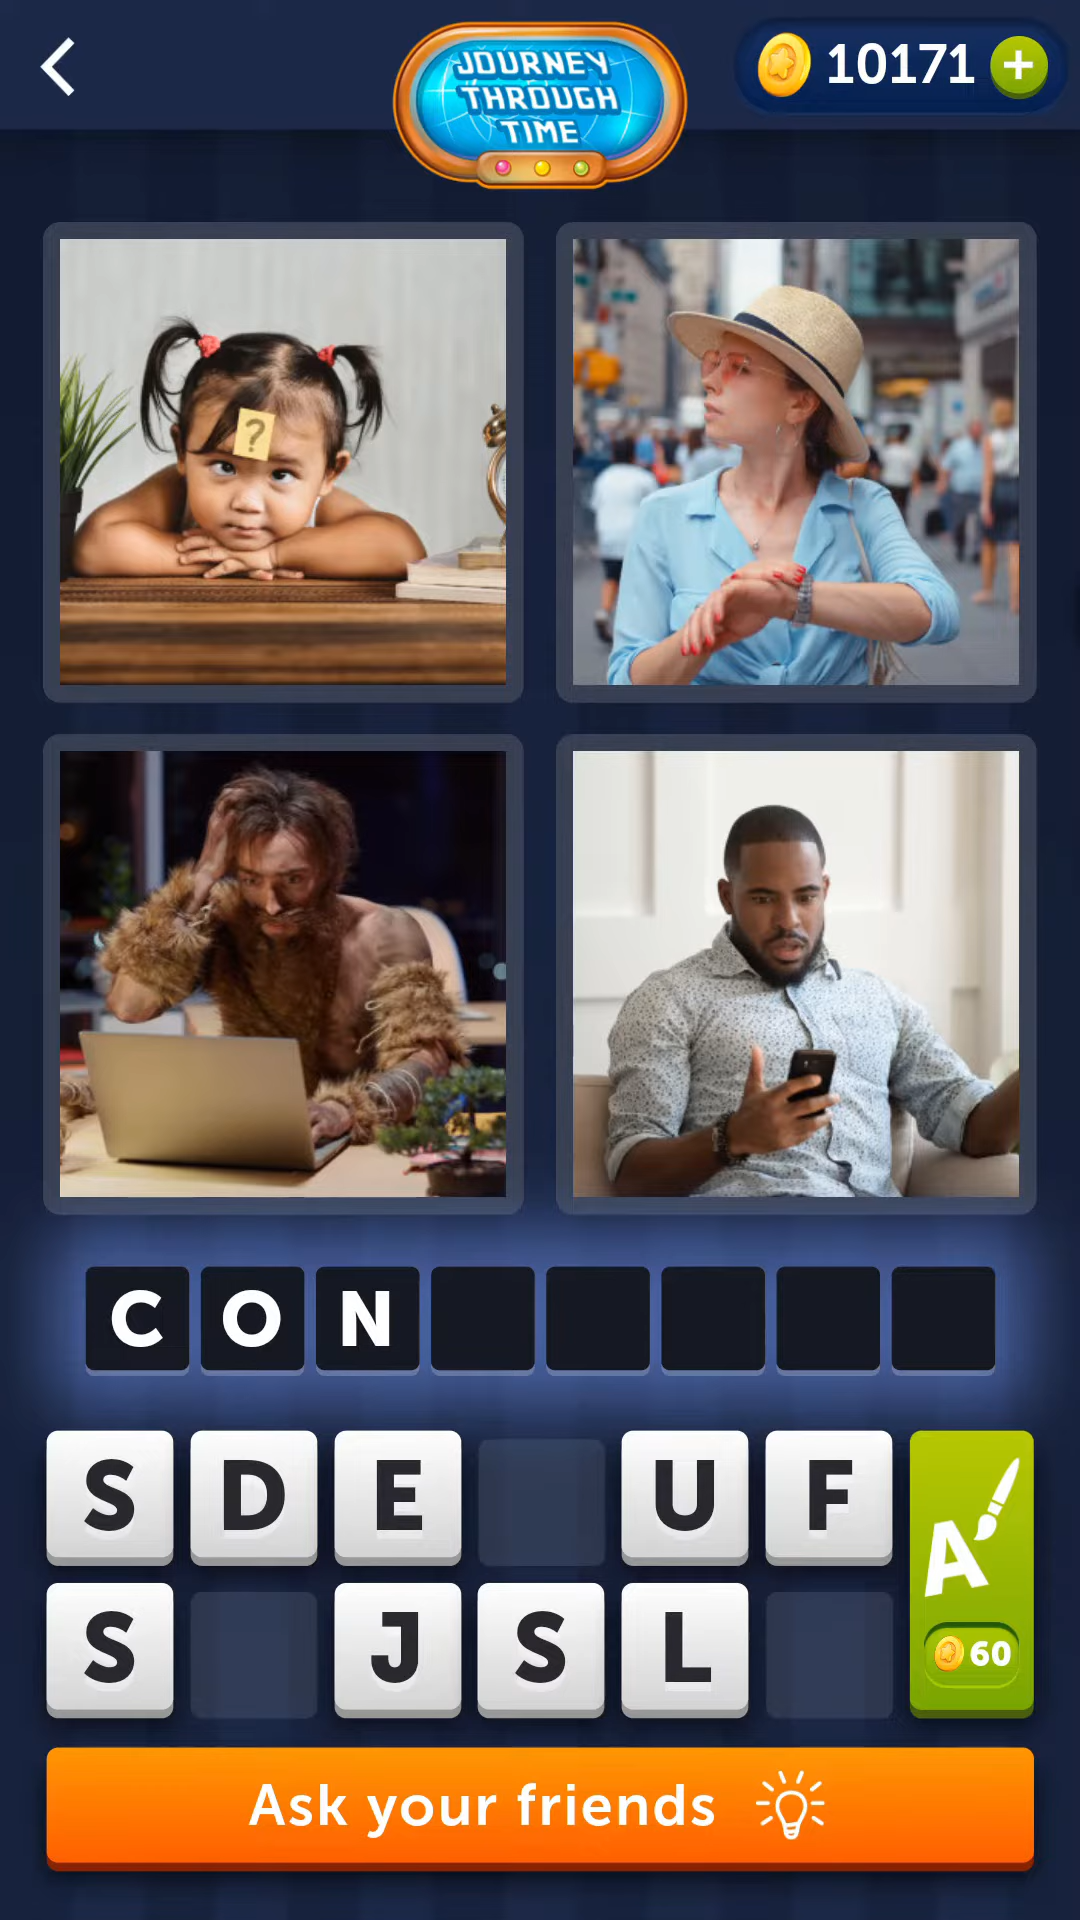 JOURNEY
THROUGH
TIME
10171 +
?
C O N
S D E U F
S J S L
A
60
Ask your friends